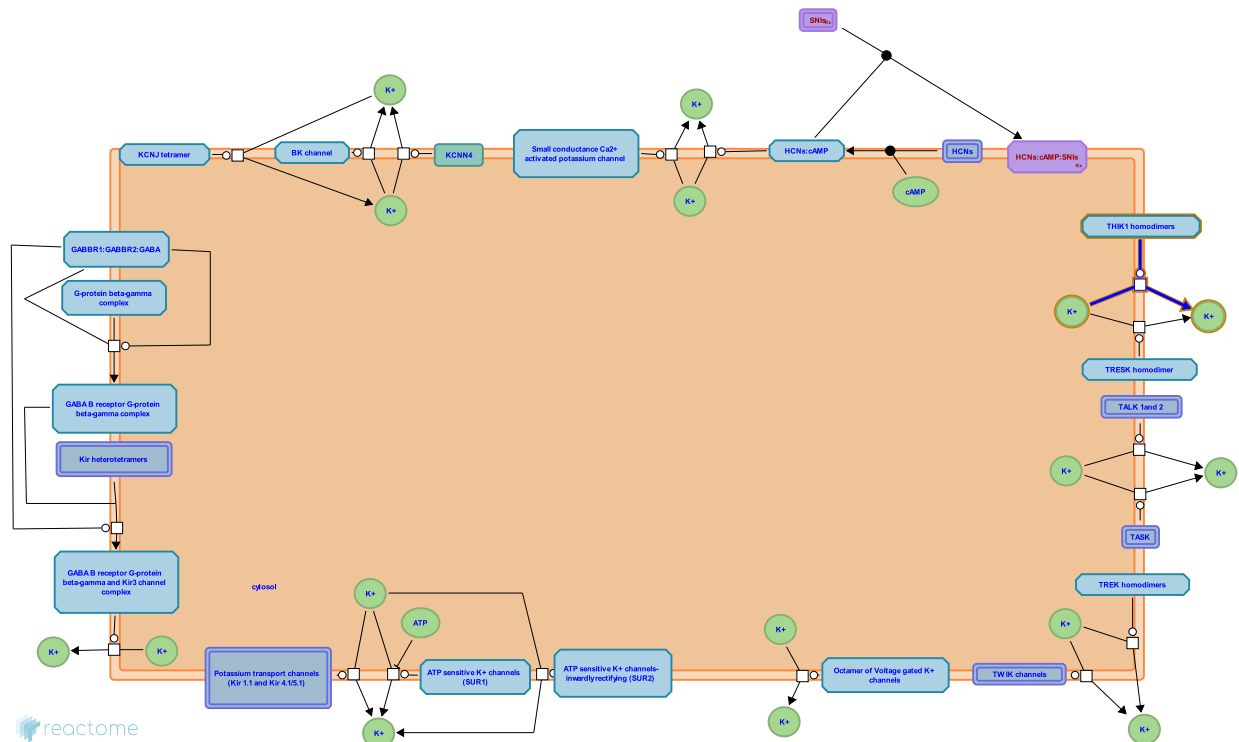 SNIs Rx
K+
K+
KCNJ tetramer
BK channel
KCNN4
Small conductance Ca2+
activated potassium channel
HCNs:cAMP
HCNs
HCNs:cAMP:SNIs
Rx
cAMP
K+
K+
GABBR1:GABBR2:GABA
THIK1 homodimers
G-protein beta-gamma
complex
K+
K+
TRESK homodimer
GABA B receptor G-protein
beta-gamma complex
TALK 1and 2
Kir heterotetramers
K+
K+
TASK
GABA B receptor G-protein
beta-gamma and Kir3 channel
complex
cytosol
TREK homodimers
K+
ATP
K+
K+
K+
K+
Potassium transport channels
(Kir 1.1 and Kir 4.1/5.1)
ATP sensitive K+ channels
(SUR1)
ATP sensitive K+ channels-
inwardlyrectifying (SUR2)
Octamer of Voltage gated K+
channels
TWIK channels
K+
K+
K+
reactome